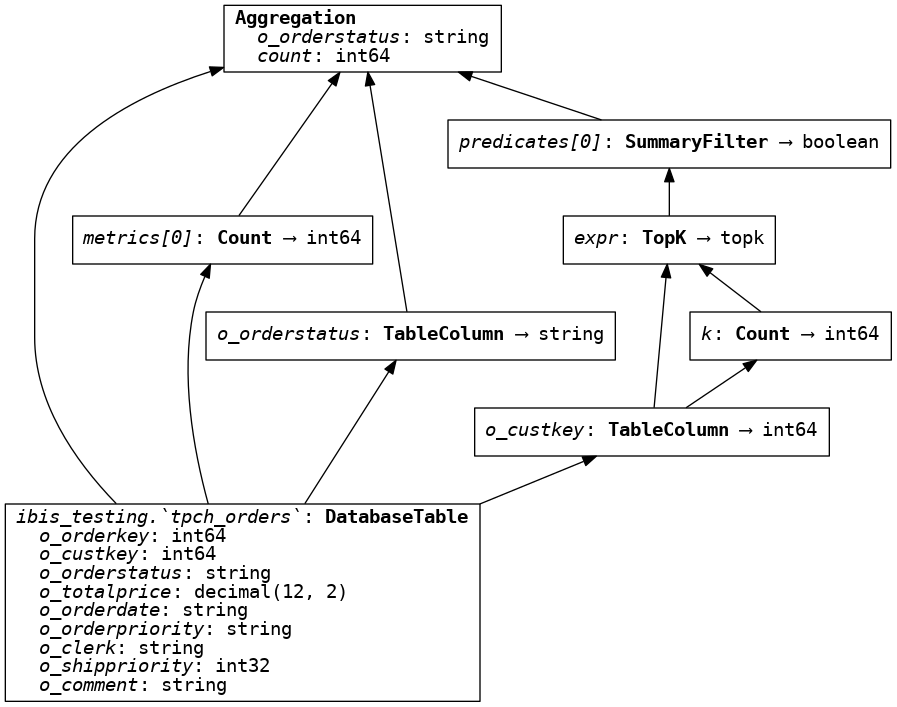 Aggregation
o_orderstatus: string
count: int64
predicates[0]: SummaryFilter → boolean
metrics[0]: Count → int64
expr: TopK → topk
o_orderstatus: TableColumn → string
k: Count → int64
o_custkey: TableColumn → int64
ibis_testing.`tpch_orders`: DatabaseTable
o_orderkey: int64
o_custkey: int64
o_orderstatus: string
o_totalprice: decimal(12, 2)
o_orderdate: string
o_orderpriority: string
o_clerk: string
o_shippriority: int32
o_comment: string